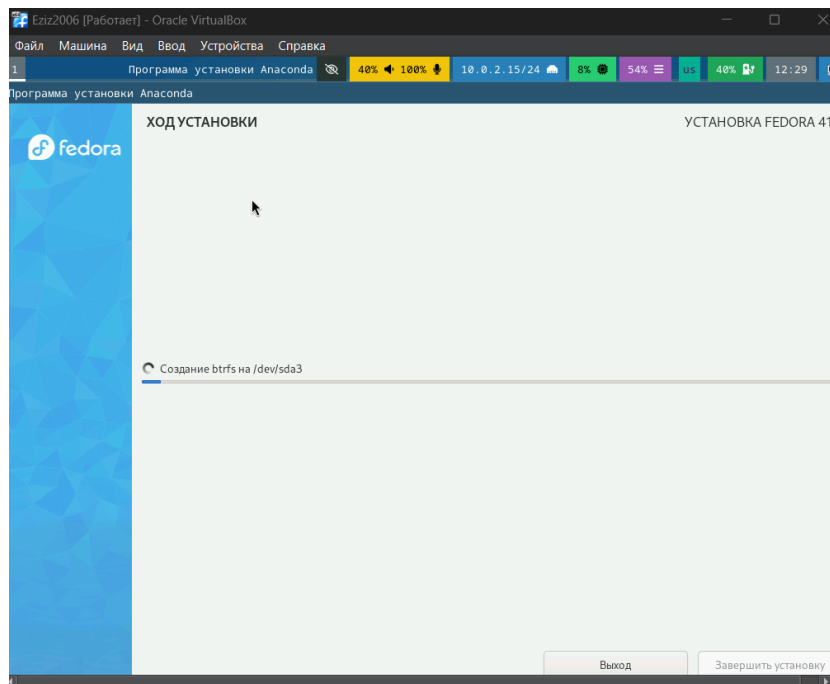 Eziz2006 [Работает] - Oracle VirtualBox
Файл Машина Вид Ввод Устройства Справка
1 Программа установки Anaconda 40% 100% 10.0.2.15/24 8% 54% us 40% 12:29
Программа установки Anaconda
fedora
ХОД УСТАНОВКИ
УСТАНОВКА FEDORA 41
Создание btrfs на /dev/sda3
Выход
Завершить установку